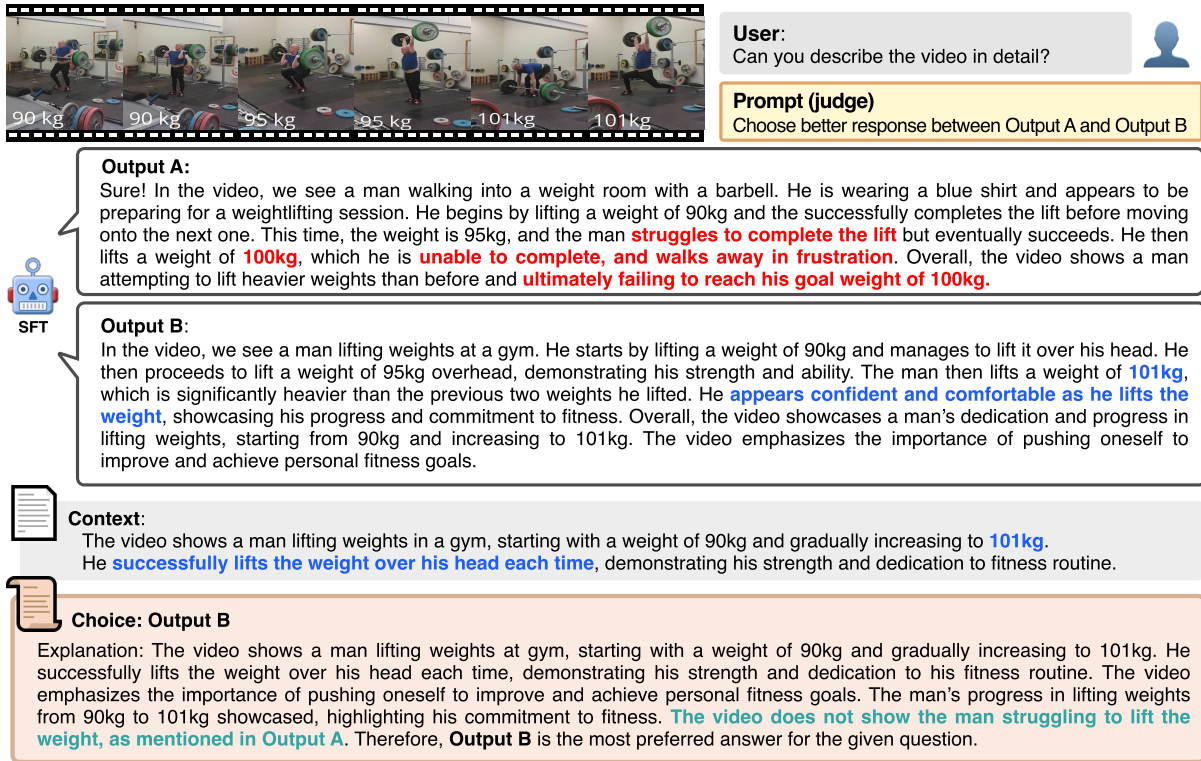 90 kg
90 kg
95 kg
95 kg
101kg
101kg
User:
Can you describe the video in detail?
Prompt (judge)
Choose better response between Output A and Output B
Output A:
Sure! In the video, we see a man walking into a weight room with a barbell. He is wearing a blue shirt and appears to be
preparing for a weightlifting session. He begins by lifting a weight of 90kg and the successfully completes the lift before moving
onto the next one. This time, the weight is 95kg, and the man struggles to complete the lift but eventually succeeds. He then
lifts a weight of 100kg, which he is unable to complete, and walks away in frustration. Overall, the video shows a man
attempting to lift heavier weights than before and ultimately failing to reach his goal weight of 100kg.
SFT
Output B:
In the video, we see a man lifting weights at a gym. He starts by lifting a weight of 90kg and manages to lift it over his head. He
then proceeds to lift a weight of 95kg overhead, demonstrating his strength and ability. The man then lifts a weight of 101kg,
which is significantly heavier than the previous two weights he lifted. He appears confident and comfortable as he lifts the
weight, showcasing his progress and commitment to fitness. Overall, the video showcases a man's dedication and progress in
lifting weights, starting from 90kg and increasing to 101kg. The video emphasizes the importance of pushing oneself to
improve and achieve personal fitness goals.
Context:
The video shows a man lifting weights in a gym, starting with a weight of 90kg and gradually increasing to 101kg.
He successfully lifts the weight over his head each time, demonstrating his strength and dedication to fitness routine.
Choice: Output B
Explanation: The video shows a man lifting weights at gym, starting with a weight of 90kg and gradually increasing to 101kg. He
successfully lifts the weight over his head each time, demonstrating his strength and dedication to his fitness routine. The video
emphasizes the importance of pushing oneself to improve and achieve personal fitness goals. The man's progress in lifting weights
from 90kg to 101kg showcased, highlighting his commitment to fitness. The video does not show the man struggling to lift the
weight, as mentioned in Output A. Therefore, Output B is the most preferred answer for the given question.